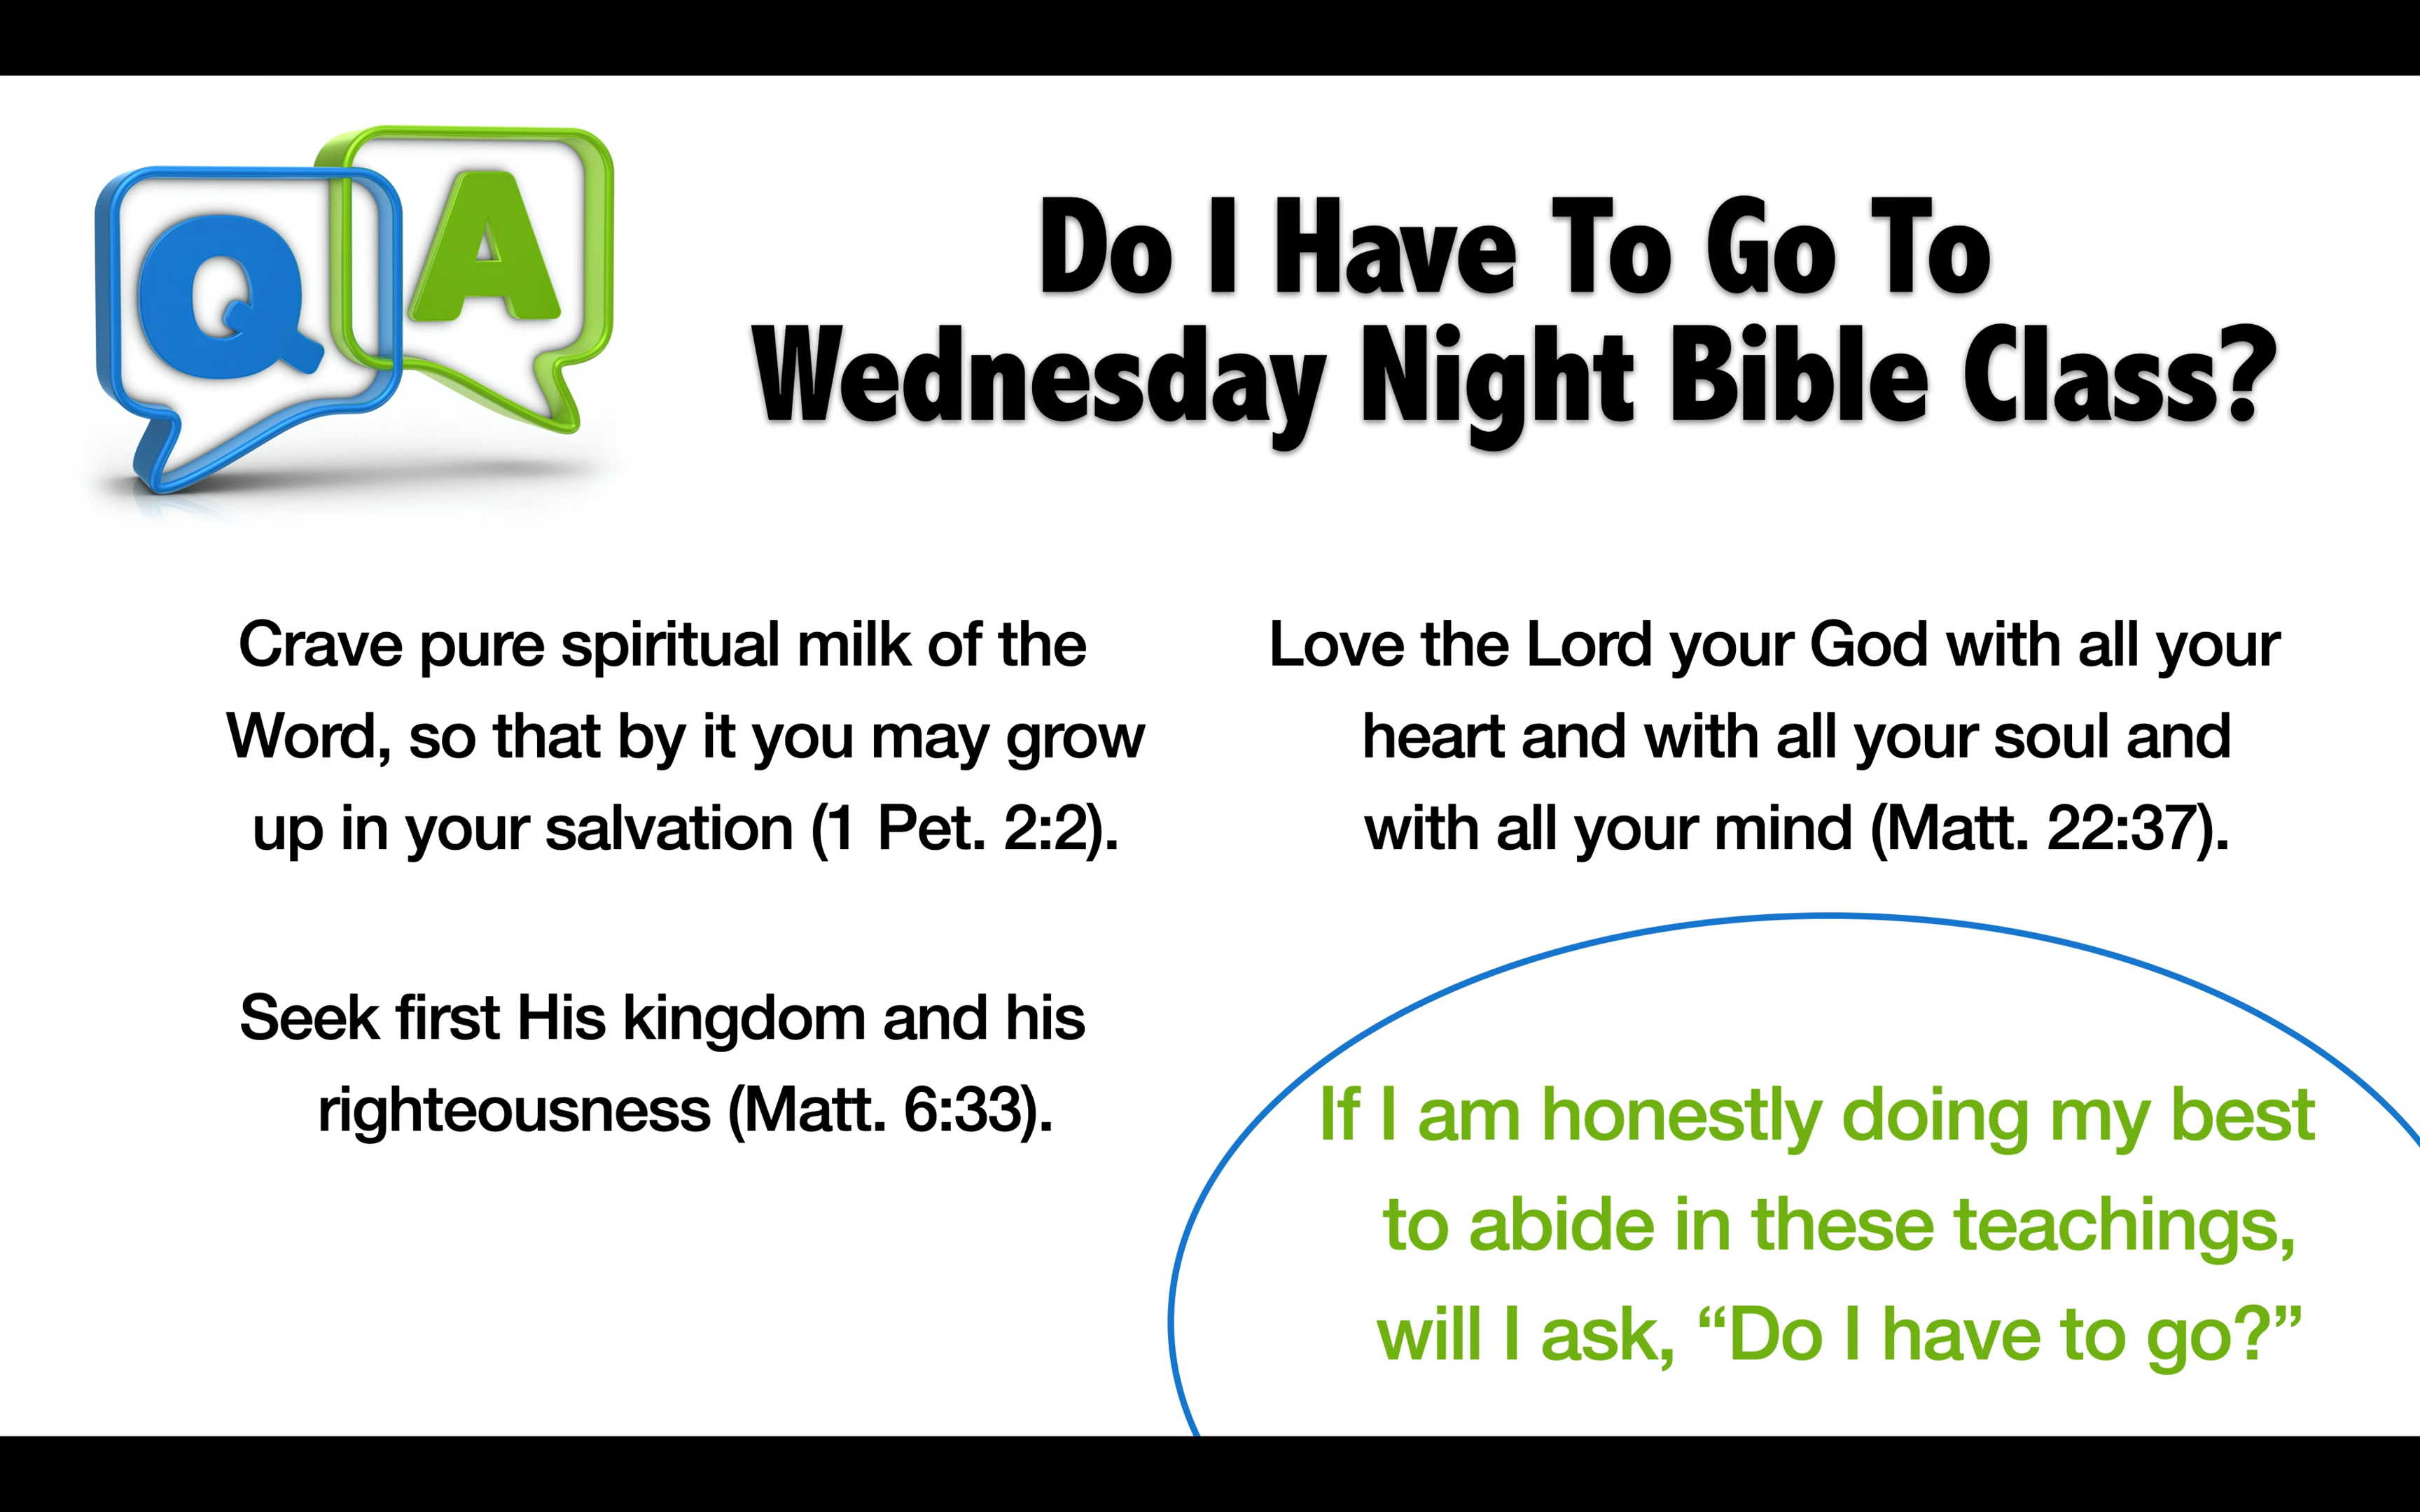 Q A
Do I Have To Go To
Wednesday Night Bible Class?
Crave pure spiritual milk of the
Word, so that by it you may grow
up in your salvation (1 Pet. 2:2).
Seek first His kingdom and his
righteousness (Matt. 6:33).
Love the Lord your God with all your
heart and with all your soul and
with all your mind (Matt. 22:37).
If I am honestly doing my best
to abide in these teachings,
will I ask, “Do I have to go?”